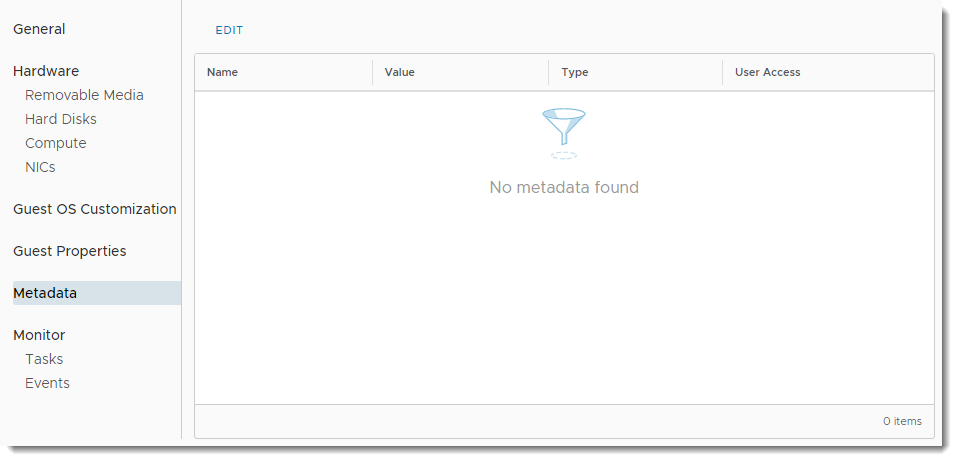 General
Hardware
Removable Media
Hard Disks
Compute
NICs
Guest OS Customization
Guest Properties
Metadata
Monitor
Tasks
Events
EDIT
Name Value Type User Access
No metadata found
0 items